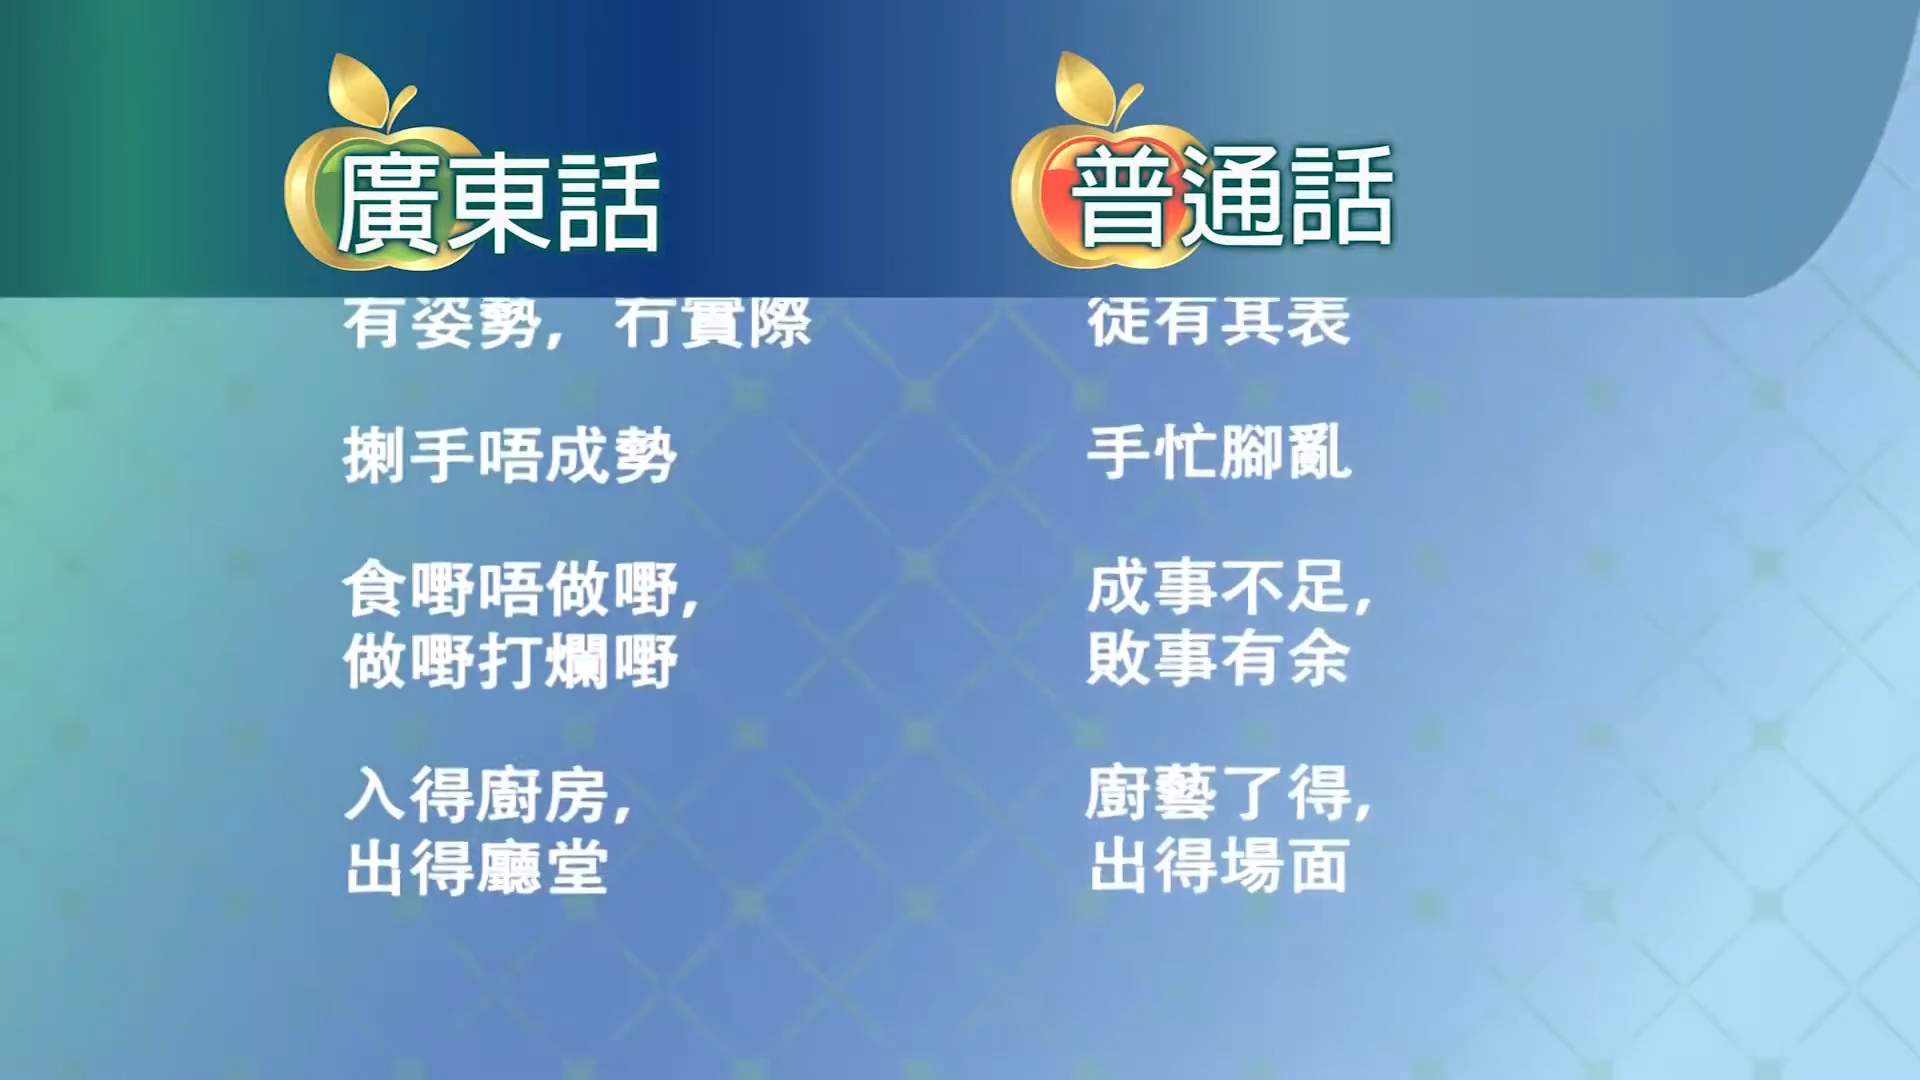 廣東話
普通話
有姿勢，冇實際
徒有其表
揦手唔成勢
手忙腳亂
食嘢唔做嘢,
做嘢打爛嘢
成事不足,
敗事有余
入得廚房,
出得廳堂
廚藝了得,
出得場面